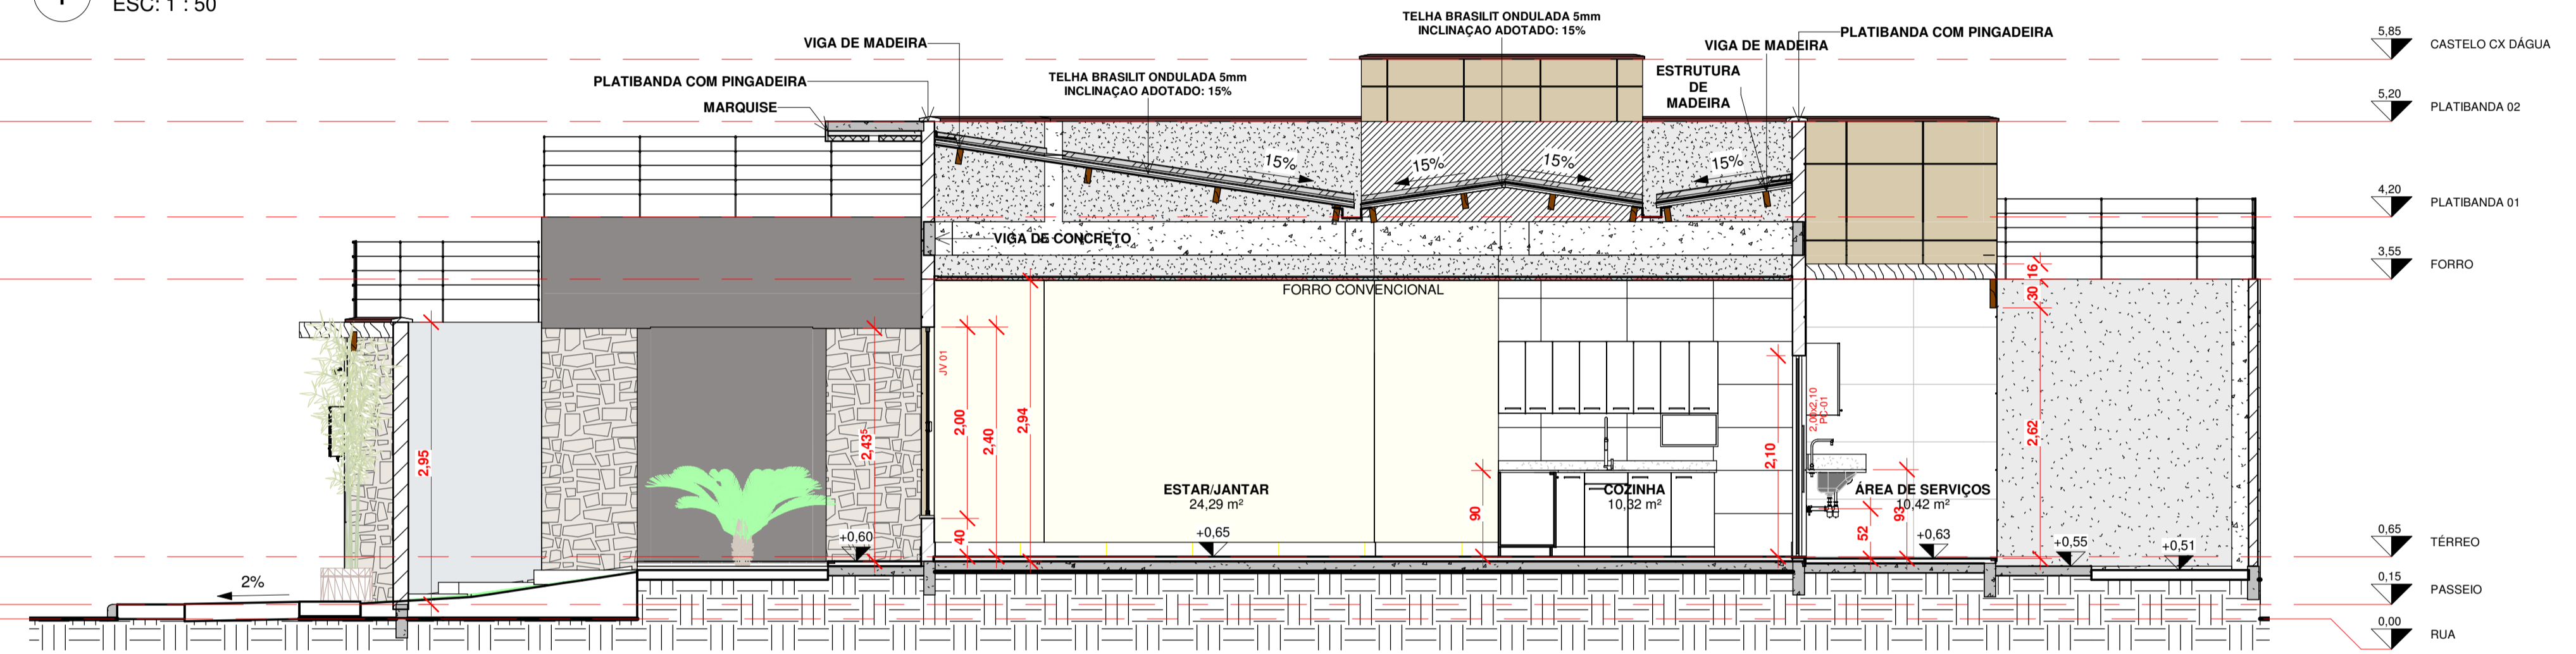 1
ESC: 1 : 50
TELHA BRASILIT ONDULADA 5mm
INCLINAÇAO ADOTADO: 15%
VIGA DE MADEIRA
VIGA DE MADEIRA
PLATIBANDA COM PINGADEIRA
5,85
CASTELO CX DÁGUA
PLATIBANDA COM PINGADEIRA
TELHA BRASILIT ONDULADA 5mm
INCLINAÇAO ADOTADO: 15%
ESTRUTURA
DE
MADEIRA
MARQUISE
5,20
PLATIBANDA 02
15%
15%
15%
15%
4,20
PLATIBANDA 01
VIGA DE CONCRETO
3,55
FORRO
16
30
FORRO CONVENCIONAL
JV 01
2,95
2,43⁵
2,00
2,40
2,94
2,10
2,00x2,10
PC-01
2,62
ESTAR/JANTAR
24,29 m²
COZINHA
10,32 m²
ÁREA DE SERVIÇOS
10,42 m²
90
52
93
40
+0,60
+0,65
+0,63
+0,55
+0,51
0,65
TÉRREO
2%
0,15
PASSEIO
0,00
RUA